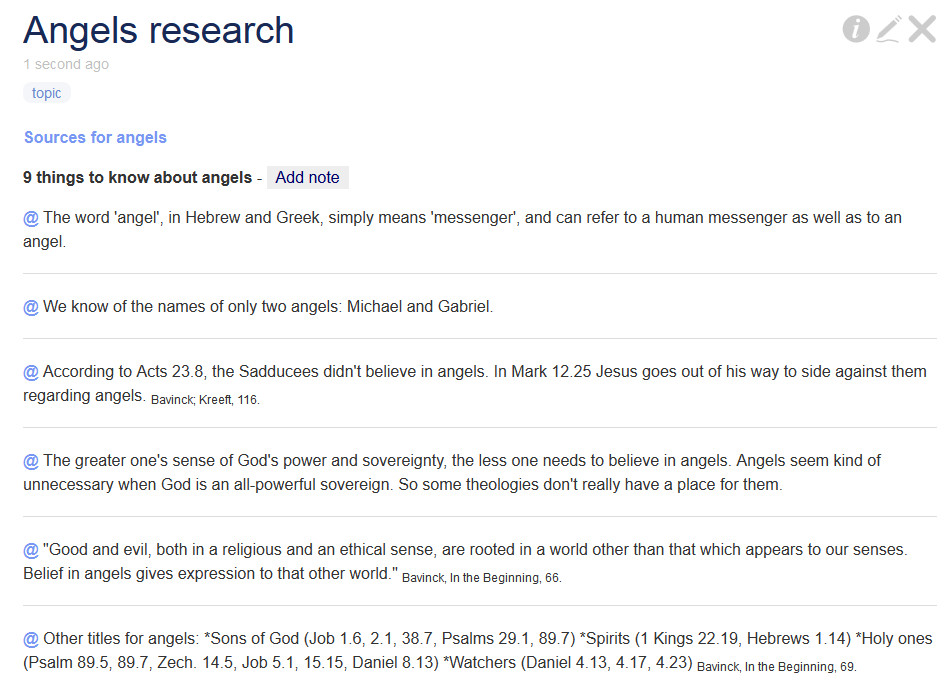 Angels research
1 second ago
topic
Sources for angels
9 things to know about angels - Add note
@ The word 'angel', in Hebrew and Greek, simply means 'messenger', and can refer to a human messenger as well as to an
angel.
@ We know of the names of only two angels: Michael and Gabriel.
@ According to Acts 23.8, the Sadducees didn't believe in angels. In Mark 12.25 Jesus goes out of his way to side against them
regarding angels. Bavinck; Kreeft, 116.
@ The greater one's sense of God's power and sovereignty, the less one needs to believe in angels. Angels seem kind of
unnecessary when God is an all-powerful sovereign. So some theologies don't really have a place for them.
@ "Good and evil, both in a religious and an ethical sense, are rooted in a world other than that which appears to our senses.
Belief in angels gives expression to that other world." Bavinck, In the Beginning, 66.
@ Other titles for angels: *Sons of God (Job 1.6, 2.1, 38.7, Psalms 29.1, 89.7) *Spirits (1 Kings 22.19, Hebrews 1.14) *Holy ones
(Psalm 89.5, 89.7, Zech. 14.5, Job 5.1, 15.15, Daniel 8.13) *Watchers (Daniel 4.13, 4.17, 4.23) Bavinck, In the Beginning, 69.